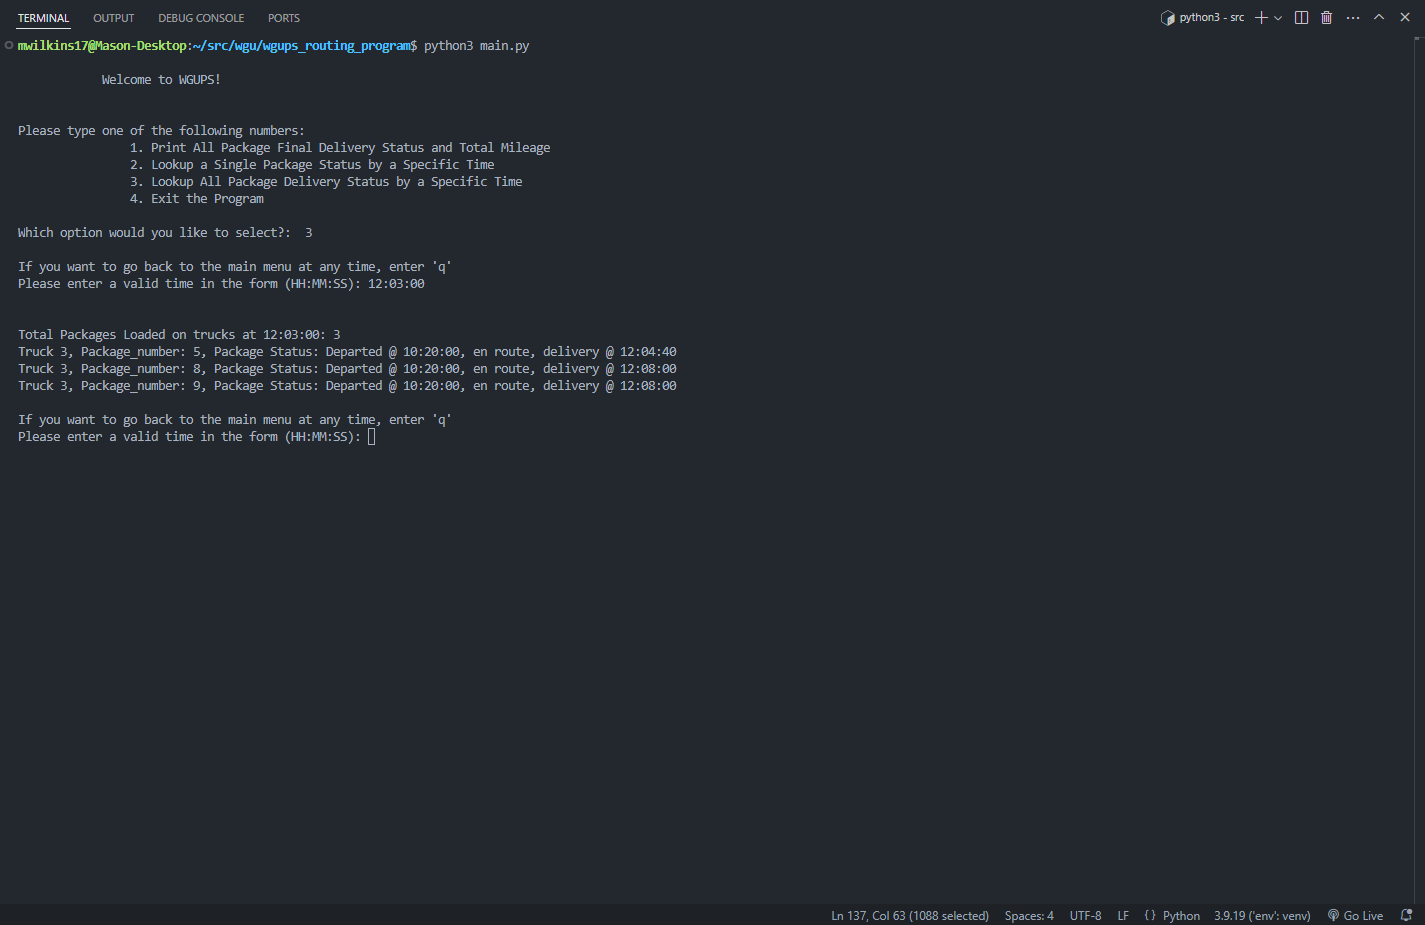 TERMINAL OUTPUT DEBUG CONSOLE PORTS python3 - src
mwilkins17@Mason-Desktop:~/src/wgu/wgups_routing_program$ python3 main.py
Welcome to WGUPS!
Please type one of the following numbers:
1. Print All Package Final Delivery Status and Total Mileage
2. Lookup a Single Package Status by a Specific Time
3. Lookup All Package Delivery Status by a Specific Time
4. Exit the Program
Which option would you like to select?: 3
If you want to go back to the main menu at any time, enter 'q'
Please enter a valid time in the form (HH:MM:SS): 12:03:00
Total Packages Loaded on trucks at 12:03:00: 3
Truck 3, Package_number: 5, Package Status: Departed @ 10:20:00, en route, delivery @ 12:04:40
Truck 3, Package_number: 8, Package Status: Departed @ 10:20:00, en route, delivery @ 12:08:00
Truck 3, Package_number: 9, Package Status: Departed @ 10:20:00, en route, delivery @ 12:08:00
If you want to go back to the main menu at any time, enter 'q'
Please enter a valid time in the form (HH:MM:SS):
Ln 137, Col 63 (1088 selected) Spaces: 4 UTF-8 LF {} Python 3.9.19 ('env': venv) Go Live